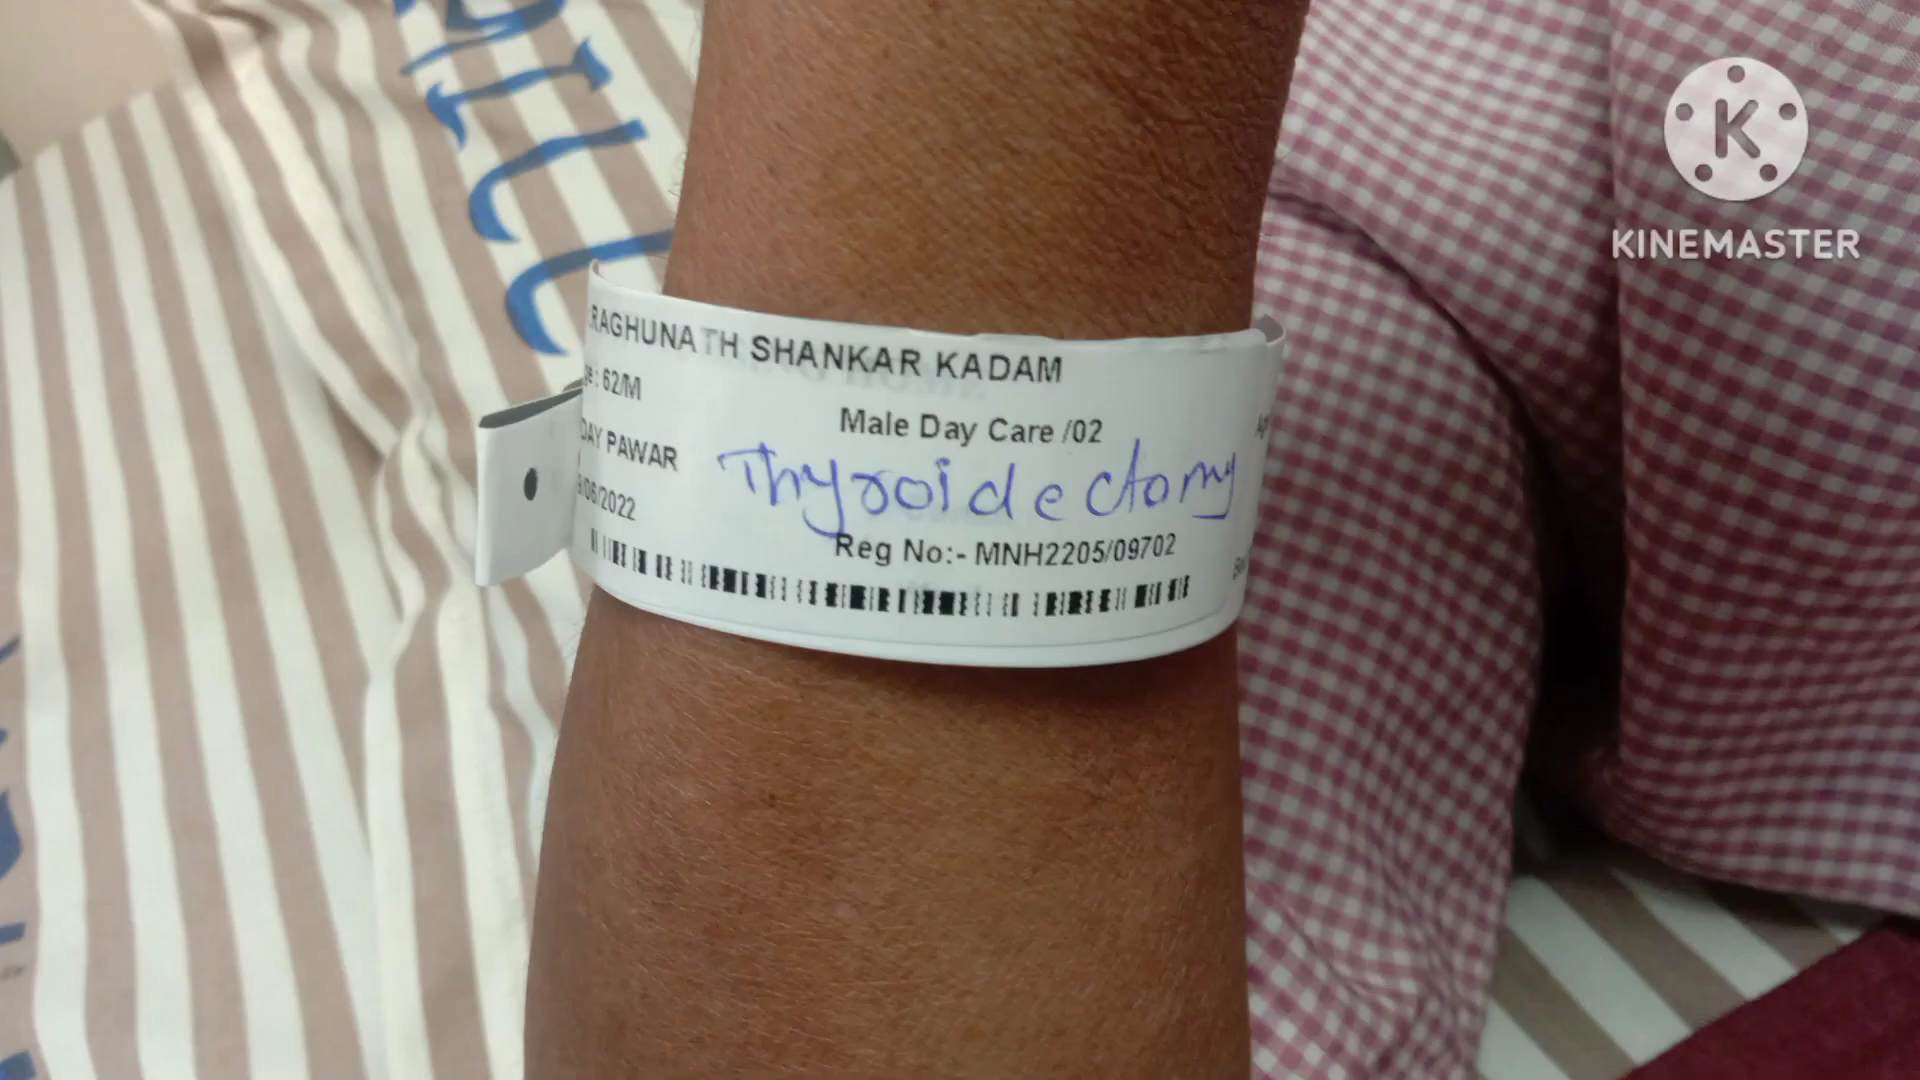 RAGHUNATH SHANKAR KADAM
62/M
Male Day Care /02
PAWAR
Thyroidectomy
/06/2022
Reg No:- MNH2205/09702
KINEMASTER